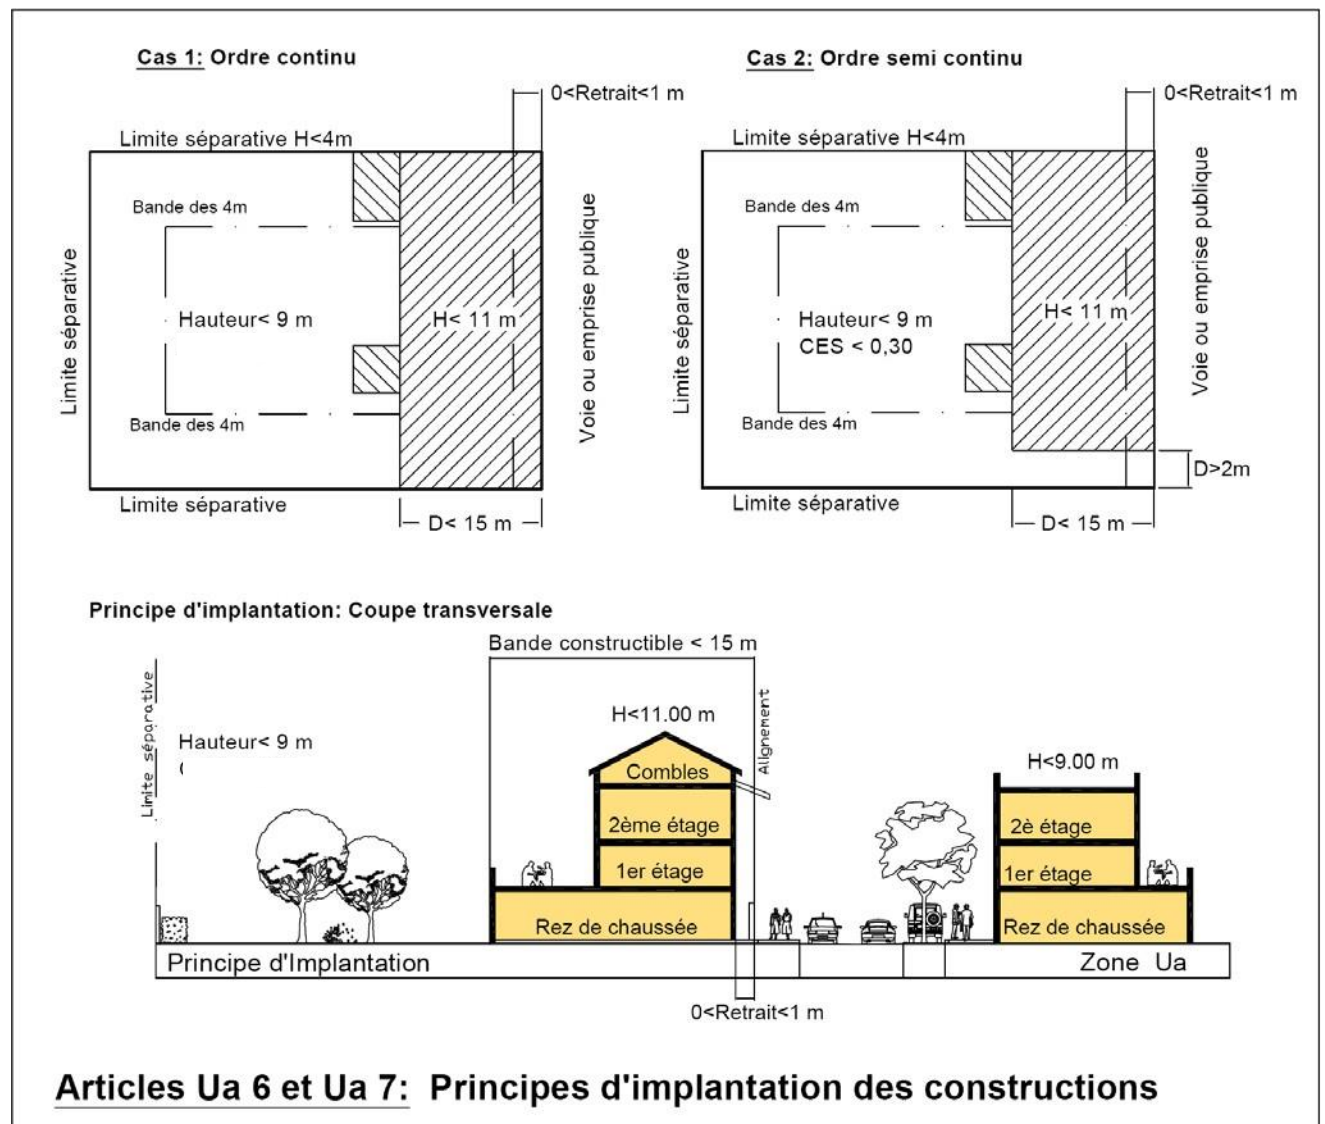 Cas 1: Ordre continu
0<Retrait<1 m
Limite séparative H<4m
Bande des 4m
Limite séparative
Hauteur< 9 m
H< 11 m
Voie ou emprise publique
Bande des 4m
Limite séparative
D< 15 m
Cas 2: Ordre semi continu
0<Retrait<1 m
Limite séparative H<4m
Bande des 4m
Limite séparative
Hauteur< 9 m
CES < 0,30
H< 11 m
Voie ou emprise publique
Bande des 4m
D>2m
Limite séparative
D< 15 m
Principe d'implantation: Coupe transversale
Bande constructible < 15 m
Limite séparative
Hauteur< 9 m
H<11.00 m
Alignement
Combles
2ème étage
1er étage
Rez de chaussée
H<9.00 m
2è étage
1er étage
Rez de chaussée
Principe d'Implantation
Zone Ua
0<Retrait<1 m
Articles Ua 6 et Ua 7: Principes d'implantation des constructions